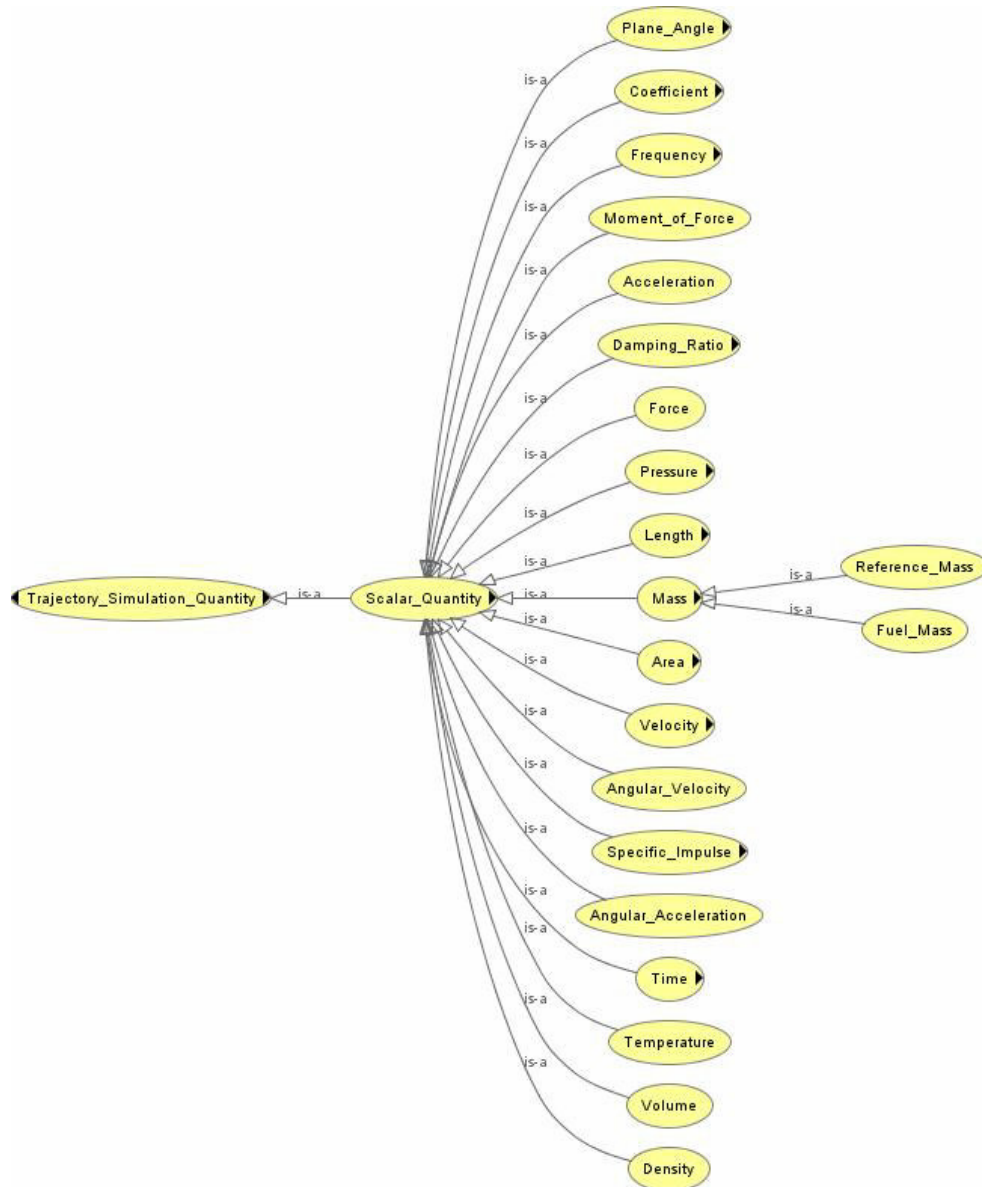 Plane_Angle
is-a
Coefficient
is-a
Frequency
is-a
Moment_of_Force
is-a
Acceleration
is-a
Damping_Ratio
is-a
Force
is-a
Pressure
is-a
Length
is-a
Reference_Mass
is-a
Trajectory_Simulation_Quantity
is-a
Scalar_Quantity
is-a
Mass
is-a
Fuel_Mass
is-a
Area
is-a
Velocity
is-a
Angular_Velocity
is-a
Specific_Impulse
is-a
Angular_Acceleration
is-a
is-a
Time
is-a
Temperature
Volume
is-a
Density